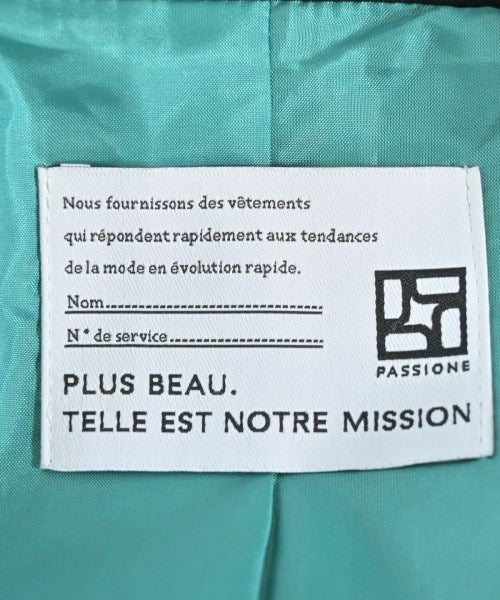 Nous fournissons des vêtements
qui répondent rapidement aux tendances
de la mode en évolution rapide.
Nom
N° de service
PASSIONE
PLUS BEAU.
TELLE EST NOTRE MISSION